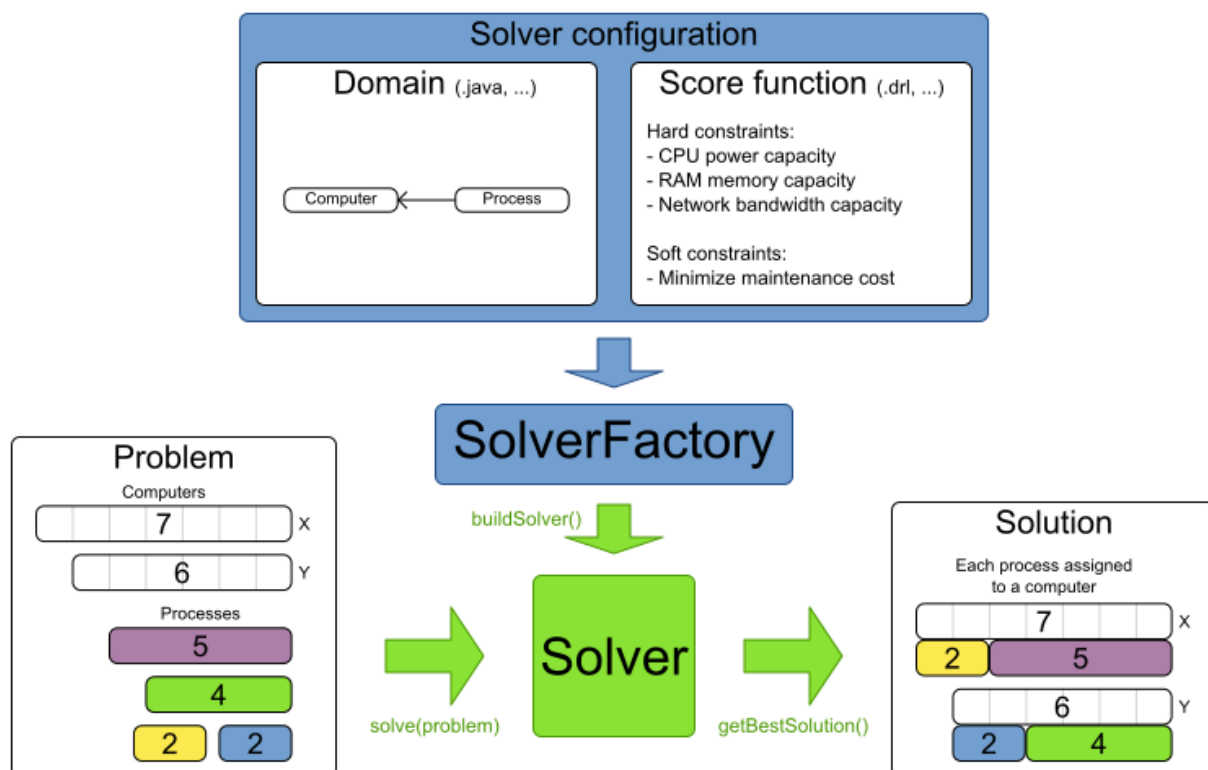 Solver configuration
Domain (.java, ...)
Computer
Process
Score function (.drl, ...)
Hard constraints:
- CPU power capacity
- RAM memory capacity
- Network bandwidth capacity
Soft constraints:
- Minimize maintenance cost
SolverFactory
buildSolver()
Problem
Computers
7 X
6 Y
Processes
5
4
2 2
solve(problem)
Solver
getBestSolution()
Solution
Each process assigned
to a computer
7 X
2 5
6 Y
2 4